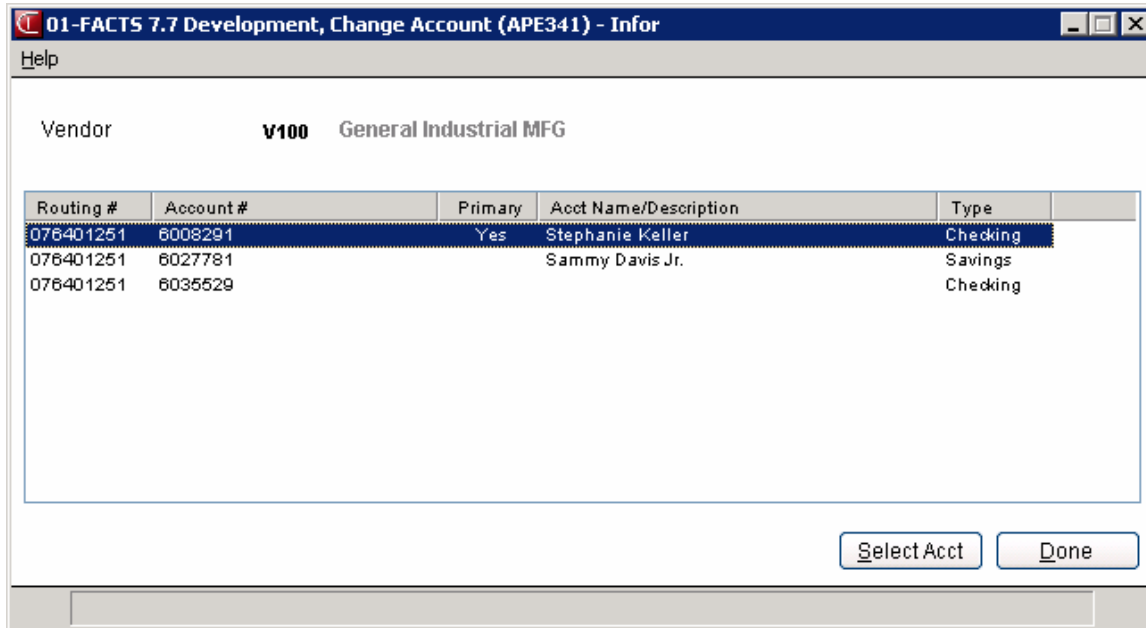 01-FACTS 7.7 Development, Change Account (APE341) - Infor
Help
Vendor V100 General Industrial MFG
Routing # Account # Primary Acct Name/Description Type
076401251 6008291 Yes Stephanie Keller Checking
076401251 6027781 Sammy Davis Jr. Savings
076401251 6035529 Checking
Select Acct Done